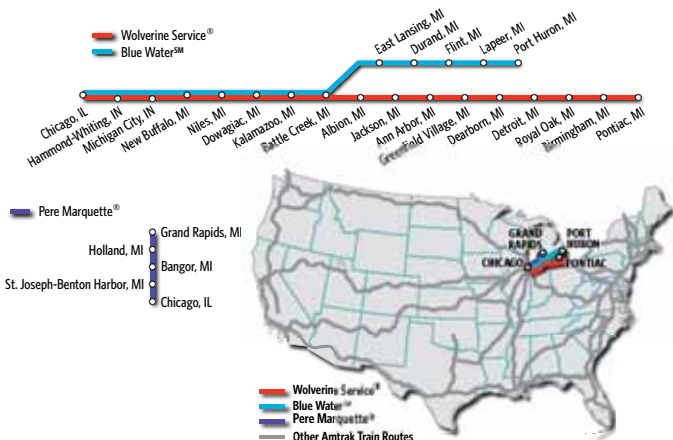 Wolverine Service®
Blue Water℠
East Lansing, MI
Durand, MI
Flint, MI
Lapeer, MI
Port Huron, MI
Chicago, IL
Hammond-Whiting, IN
Michigan City, IN
New Buffalo, MI
Niles, MI
Dowagiac, MI
Kalamazoo, MI
Battle Creek, MI
Albion, MI
Jackson, MI
Ann Arbor, MI
Greenfield Village, MI
Dearborn, MI
Detroit, MI
Royal Oak, MI
Birmingham, MI
Pontiac, MI
Pere Marquette®
Grand Rapids, MI
Holland, MI
Bangor, MI
St. Joseph-Benton Harbor, MI
Chicago, IL
GRAND
RAPIDS
PORT
HURON
CHICAGO
PONTIAC
Wolverine Service®
Blue Water℠
Pere Marquette®
Other Amtrak Train Routes